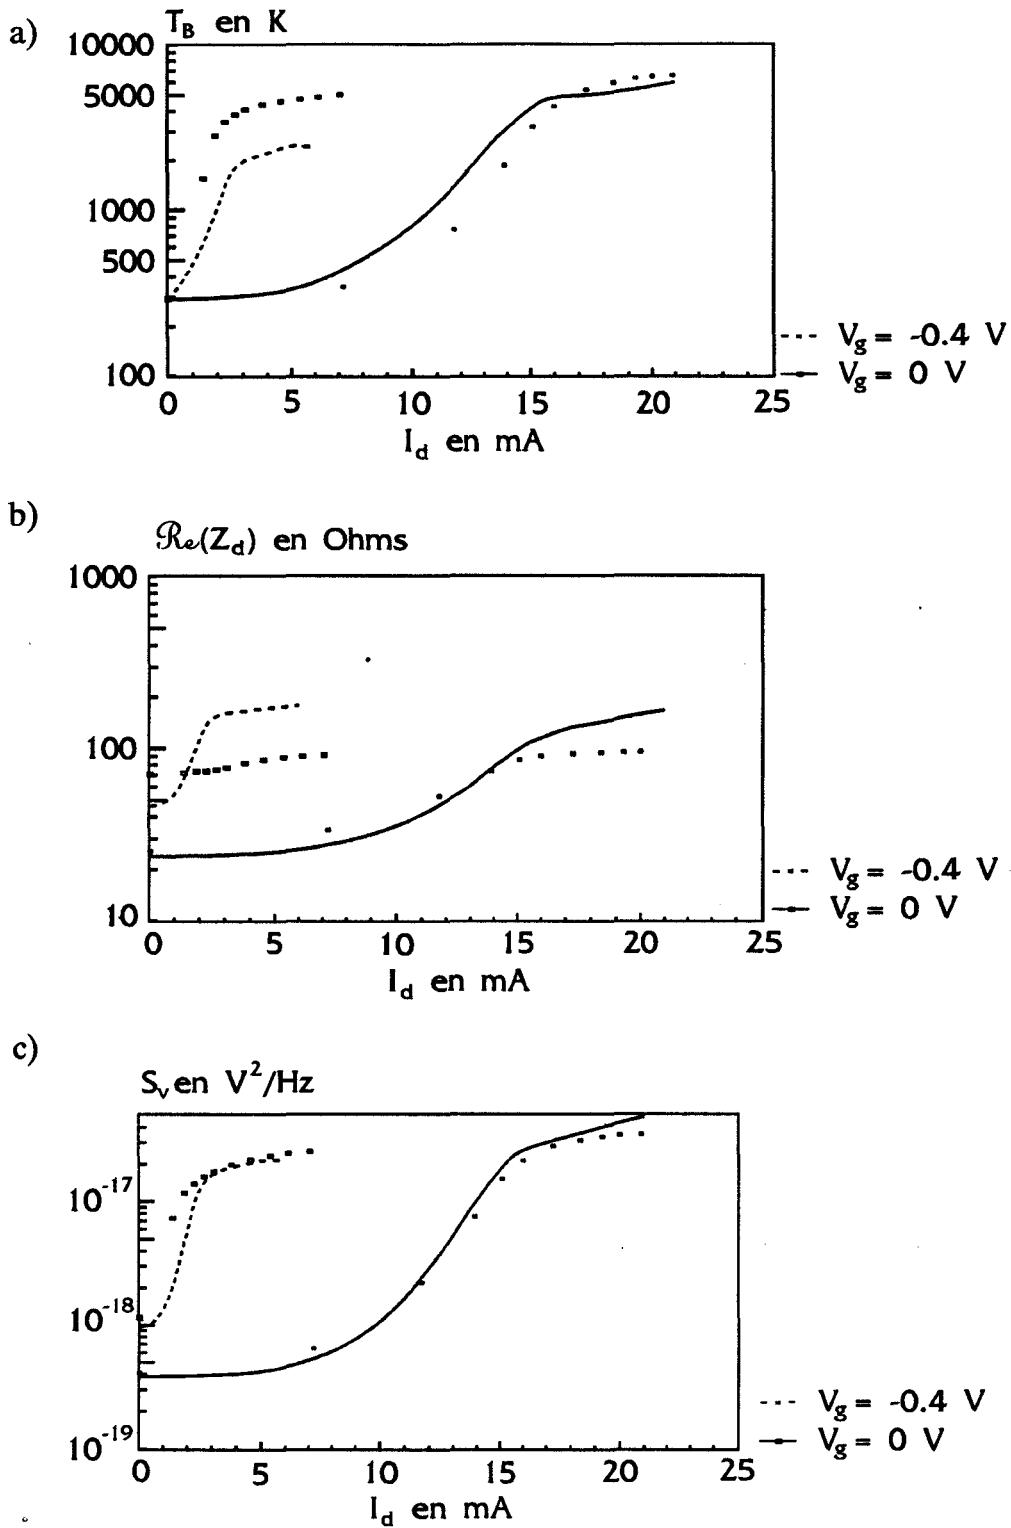 a)
T_B en K
10000
5000
1000
500
100
0 5 10 15 20 25
I_d en mA
V_g = -0.4 V
V_g = 0 V
b)
ℛe(Z_d) en Ohms
1000
100
10
0 5 10 15 20 25
I_d en mA
V_g = -0.4 V
V_g = 0 V
c)
S_v en V²/Hz
10⁻¹⁷
10⁻¹⁸
10⁻¹⁹
0 5 10 15 20 25
I_d en mA
V_g = -0.4 V
V_g = 0 V